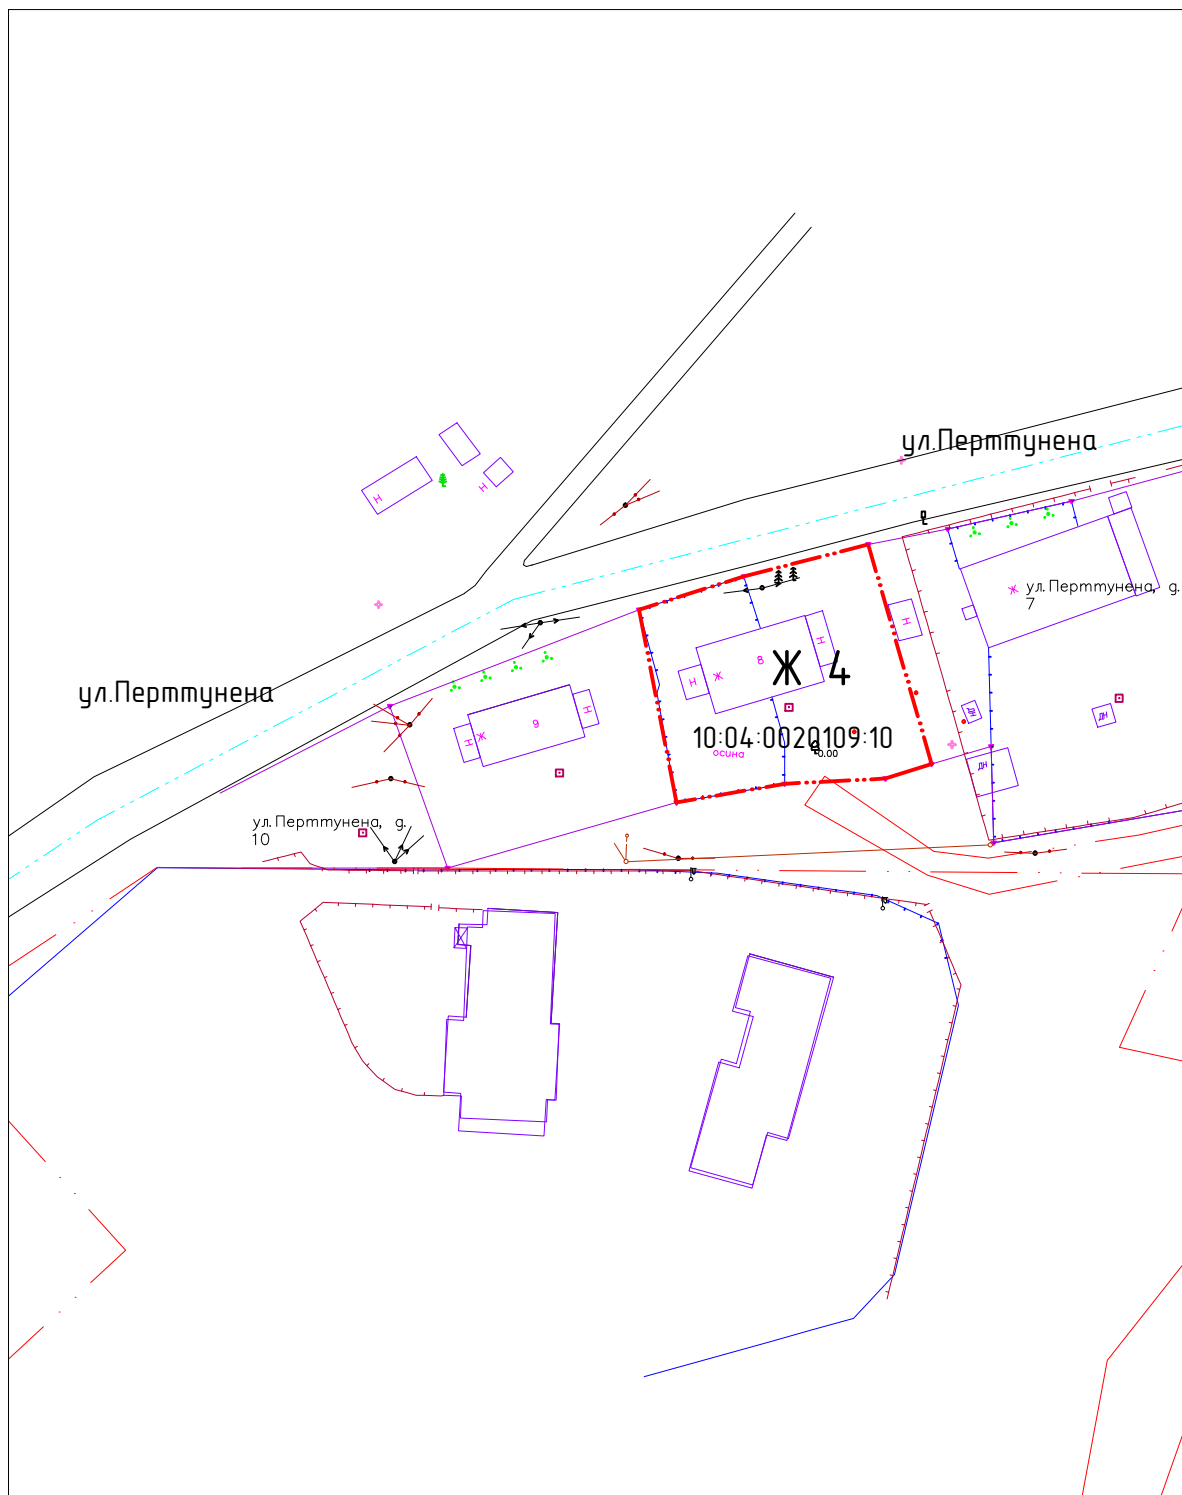 ул.Перттунена
Н
Н
ул.Перттунена, д.
7
Ж
Н
Н
8
Ж 4
Ж
Н
ул.Перттунена
9
Н
Ж
Н
ДН
ДН
10:04:0020109:10
осина
0.00
ДН
ул.Перттунена, д.
10